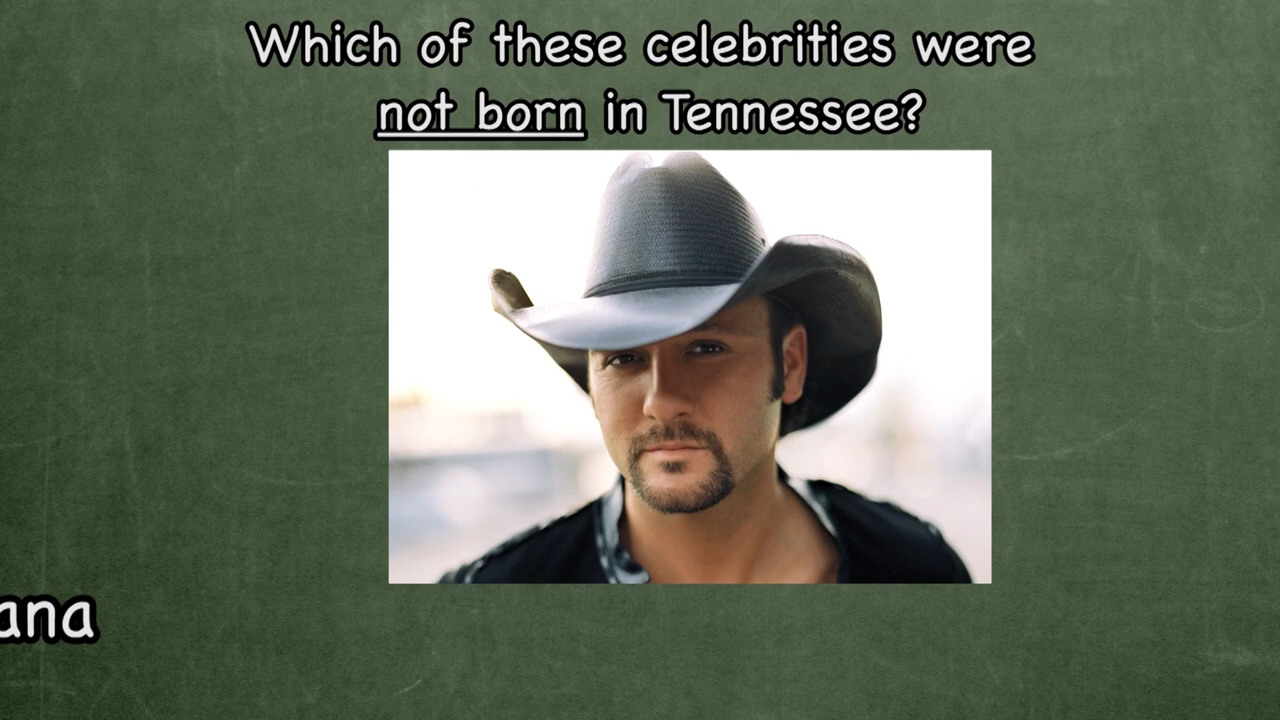 Which of these celebrities were
not born in Tennessee?
ana